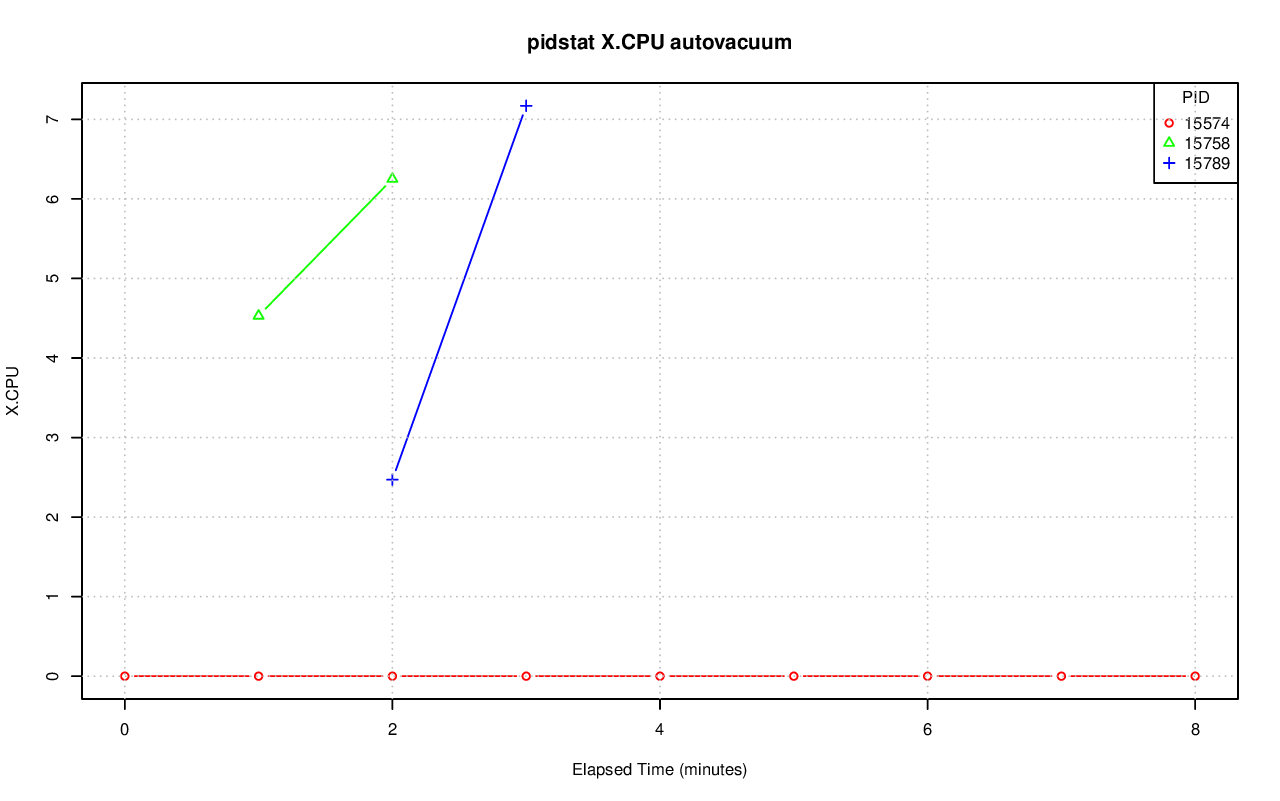 pidstat X.CPU autovacuum
PID
15574
15758
15789
X.CPU
7
6
5
4
3
2
1
0
0 2 4 6 8
Elapsed Time (minutes)